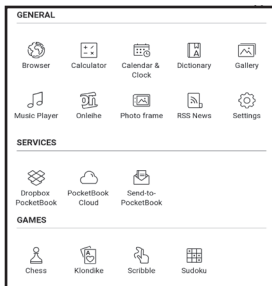 GENERAL
Browser
Calculator
Calendar &
Clock
Dictionary
Gallery
Music Player
Onleihe
Photo frame
RSS News
Settings
SERVICES
Dropbox
PocketBook
PocketBook
Cloud
Send-to-
PocketBook
GAMES
Chess
Klondike
Scribble
Sudoku